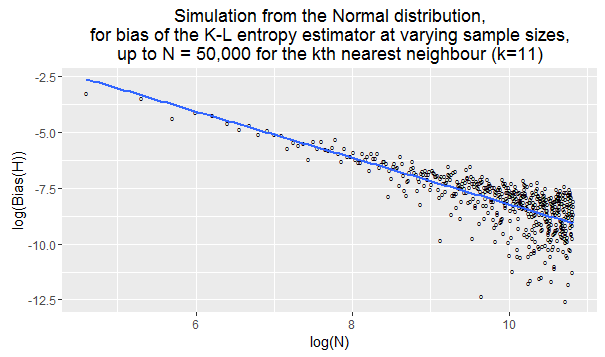 Simulation from the Normal distribution,
for bias of the K-L entropy estimator at varying sample sizes,
up to N = 50,000 for the kth nearest neighbour (k=11)
log(Bias(H))
-2.5
-5.0
-7.5
-10.0
-12.5
6
8
10
log(N)